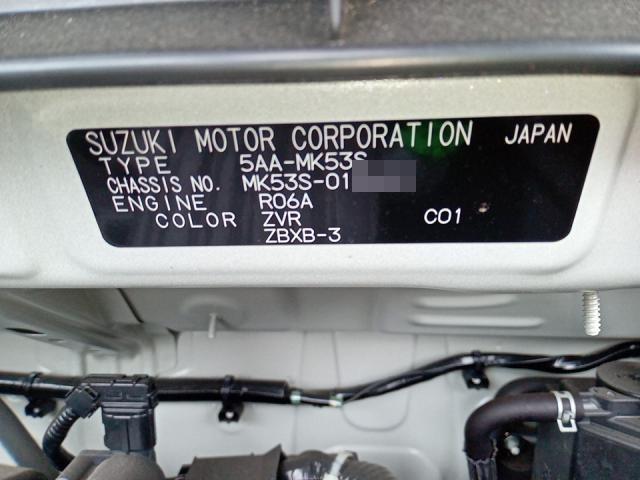 SUZUKI MOTOR CORPORATION JAPAN
TYPE 5AA-MK53S
CHASSIS NO. MK53S-01
ENGINE R06A
COLOR ZVR C01
ZBXB-3